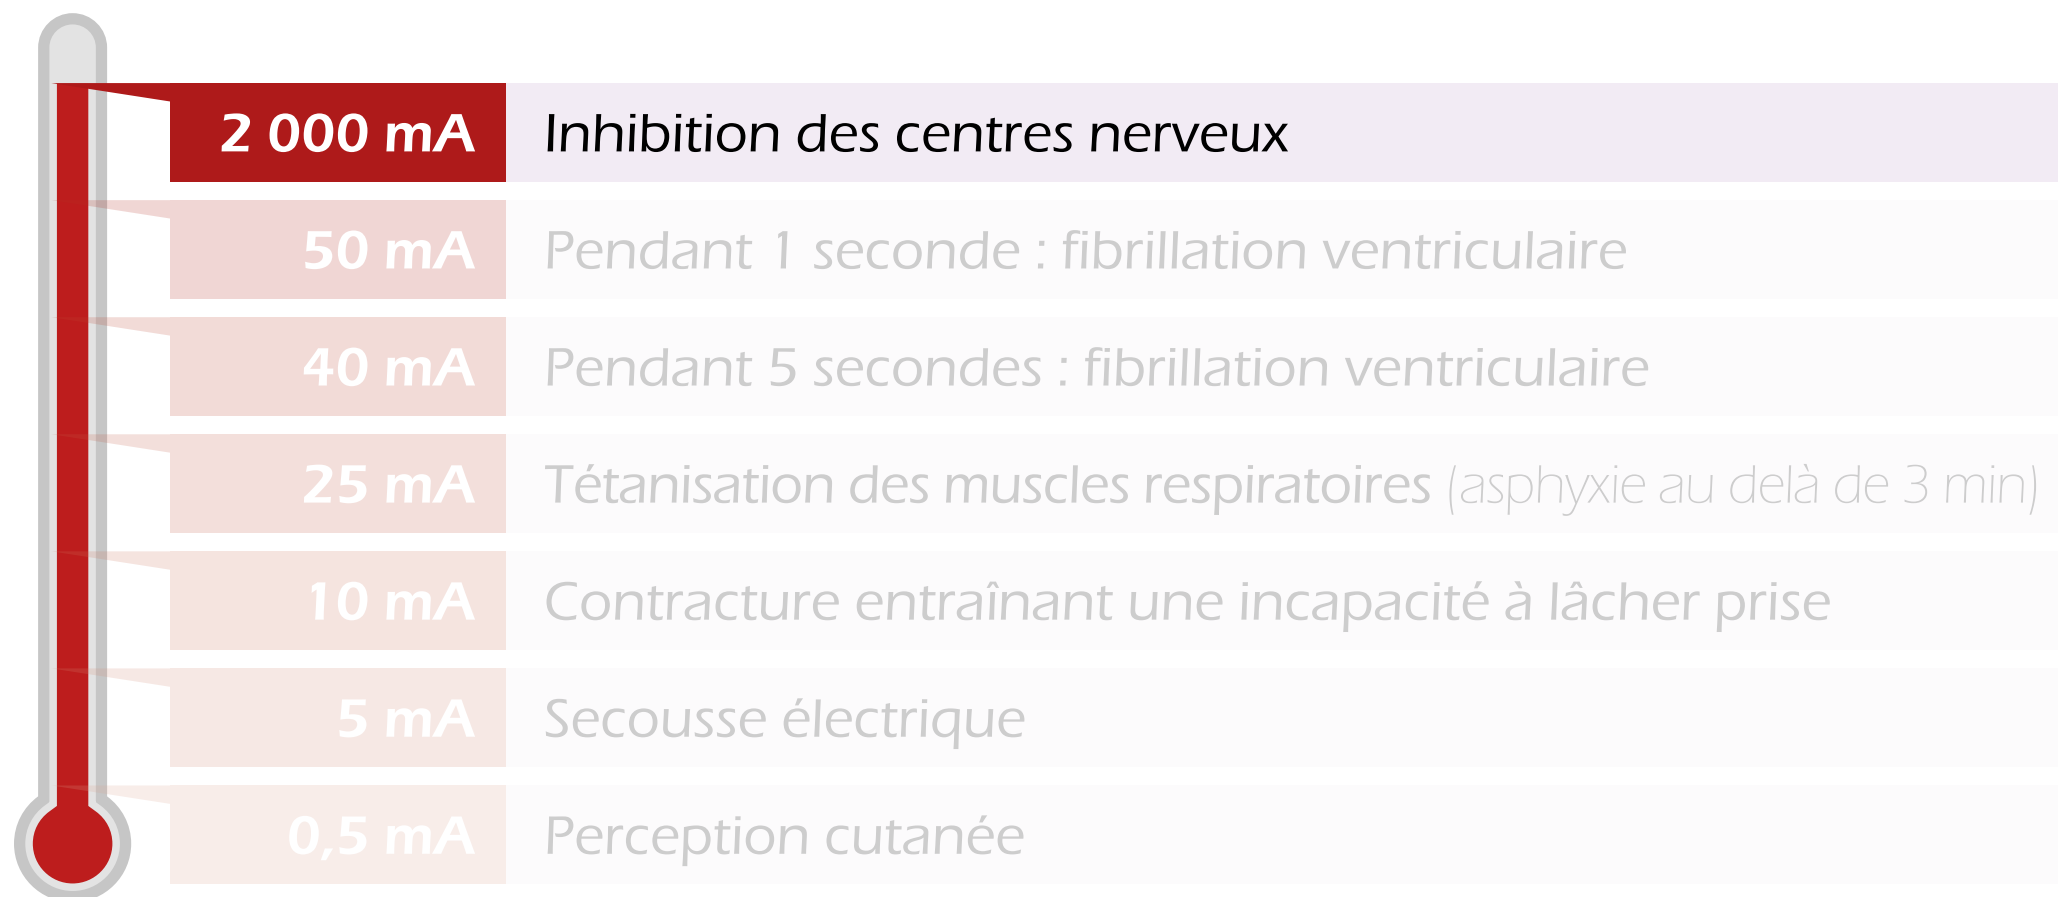 2 000 mA Inhibition des centres nerveux
50 mA Pendant 1 seconde : fibrillation ventriculaire
40 mA Pendant 5 secondes : fibrillation ventriculaire
25 mA Tétanisation des muscles respiratoires (asphyxie au delà de 3 min)
10 mA Contracture entraînant une incapacité à lâcher prise
5 mA Secousse électrique
0,5 mA Perception cutanée